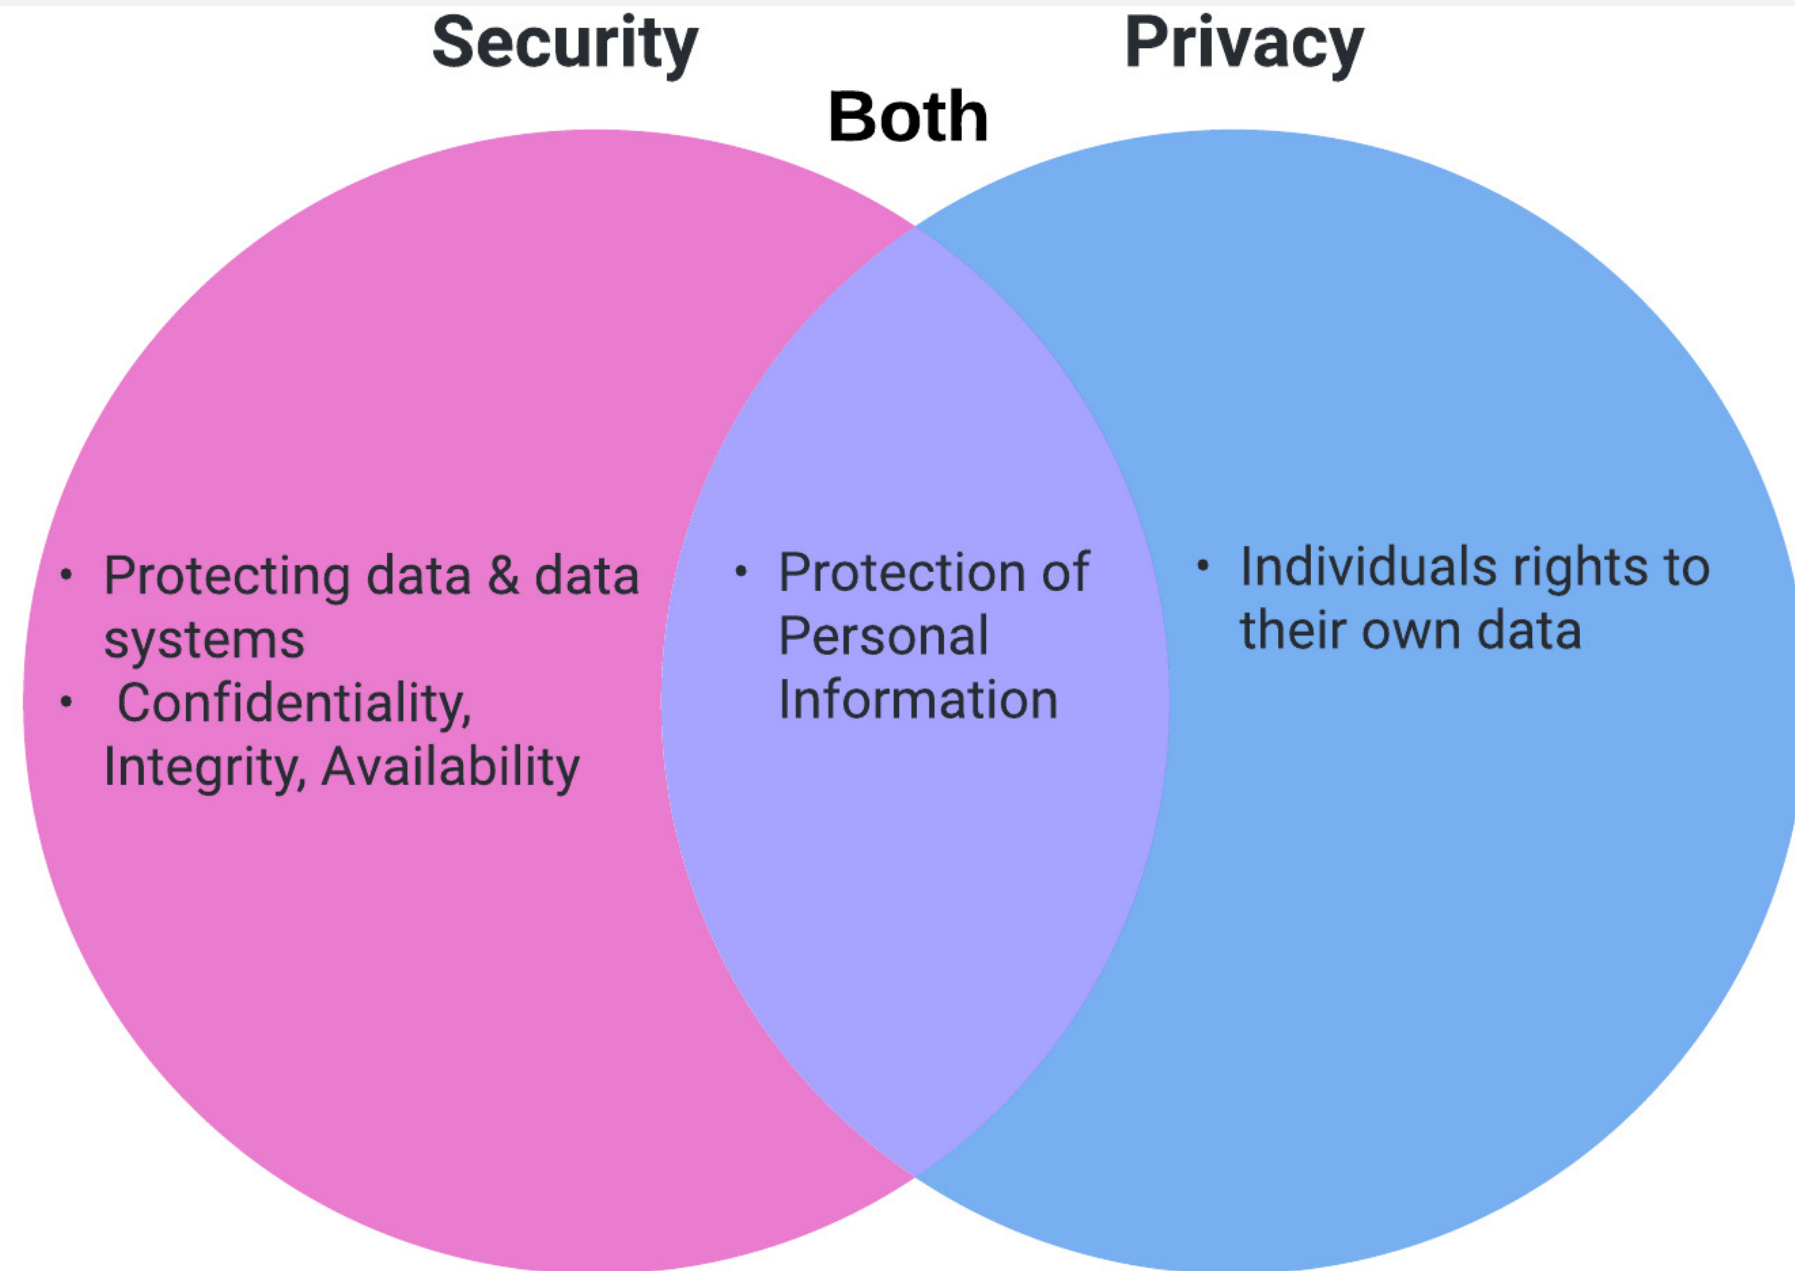 Security
Privacy
Both
• Protecting data & data
systems
• Confidentiality,
Integrity, Availability
• Protection of
Personal
Information
• Individuals rights to
their own data